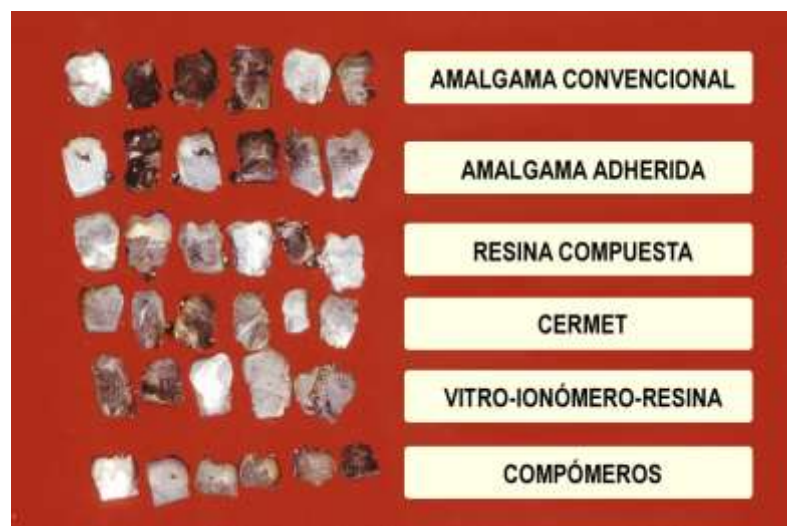 AMALGAMA CONVENCIONAL
AMALGAMA ADHERIDA
RESINA COMPUESTA
CERMET
VITRO-IONÓMERO-RESINA
COMPÓMEROS